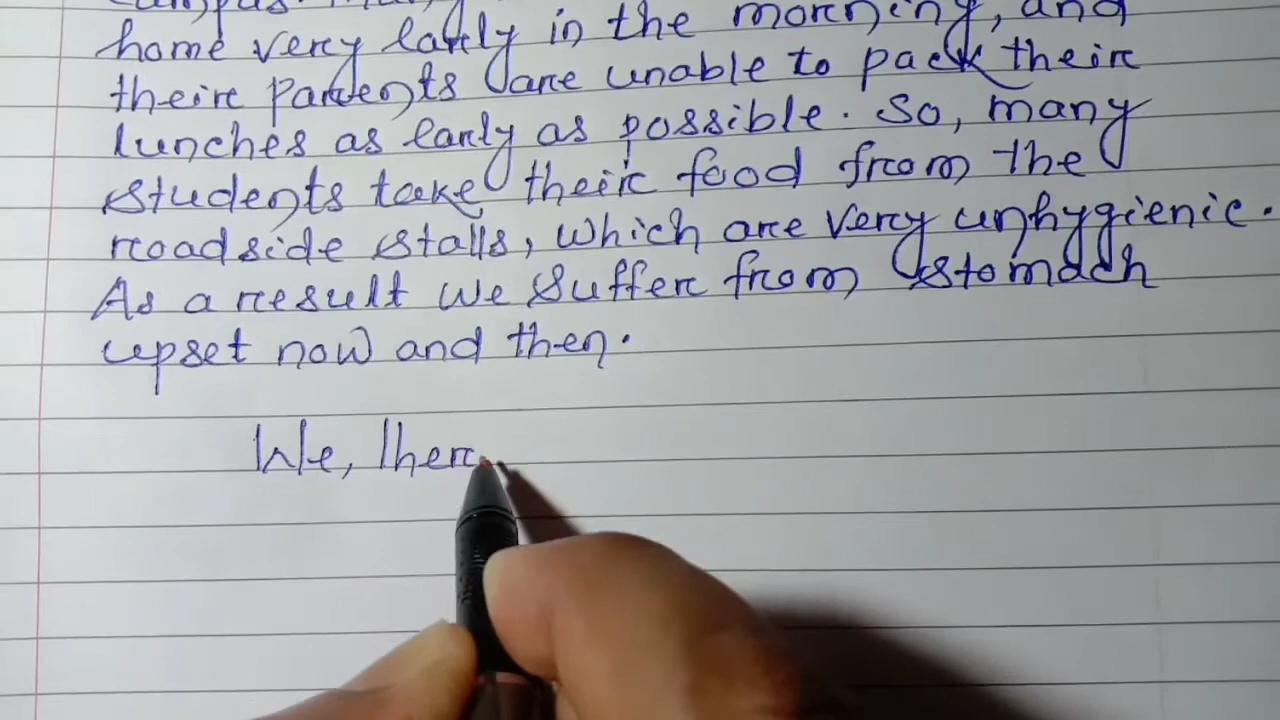 home very early in the morning, and
their parents are unable to pack their
lunches as early as possible. So, many
students take their food from the
roadside stalls, which are very unhygienic.
As a result we suffer from stomach
upset now and then.
We, ther